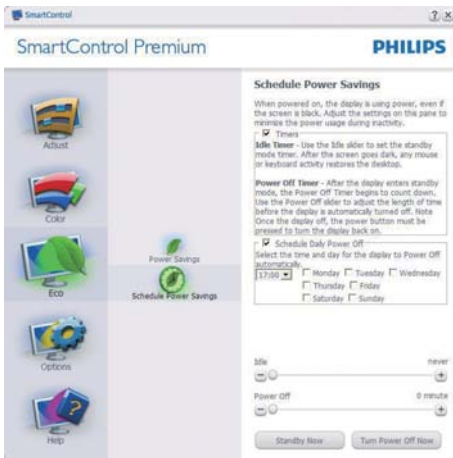 SmartControl
SmartControl Premium
PHILIPS
Adjust
Color
Eco
Options
Help
Power Savings
Schedule Power Savings
Schedule Power Savings
When powered on, the display is using power, even if
the screen is black. Adjust the settings on this pane to
minimize the power usage during inactivity.
Timers
Idle Timer - Use the Idle slider to set the standby
mode timer. After the screen goes dark, any mouse
or keyboard activity restores the desktop.
Power Off Timer - After the display enters standby
mode, the Power Off Timer begins to count down.
Use the Power Off slider to adjust the length of time
before the display is automatically turned off. Note
Once the display off, the power button must be
pressed to turn the display back on.
Schedule Daily Power Off
Select the time and day for the display to Power Off
automatically.
17:00 Monday Tuesday Wednesday
Thursday Friday
Saturday Sunday
Idle never
Power Off 0 minute
Standby Now Turn Power Off Now